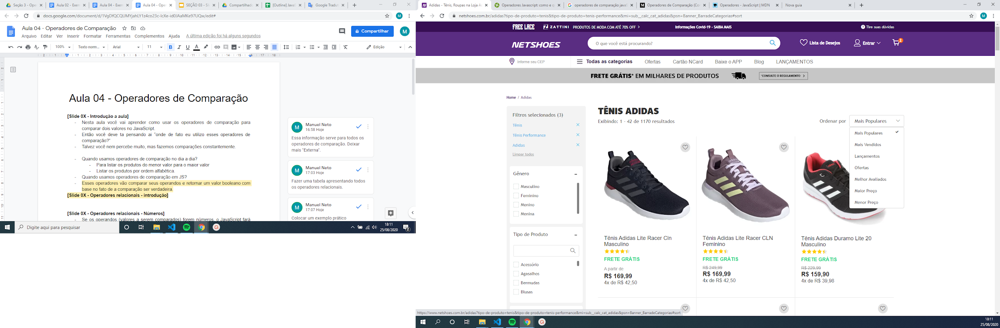 Seção 3 - Ope
Aula 02 - Exem
Aula 04 - Exem
Aula 04 - Ope
SEÇÃO 03 - Sli
Compartilhado
[Outline] JavaS
Google Tradut
docs.google.com/document/d/1VgDfQCQUMYjahLY1z4co23c-IcXe-id0JAaMKe97UQw/edit#
M
Aula 04 - Operadores de Comparação
Arquivo Editar Ver Inserir Formatar Ferramentas Complementos Ajuda A última edição foi há alguns segundos
Compartilhar
M
100% Texto norm... Arial 11 B I U A Edição
Aula 04 - Operadores de Comparação
[Slide 0X - Introdução a aula]
- Nesta aula você vai aprender como usar os operadores de comparação para
comparar dois valores no JavaScript.
- Então você deve ta pensando ai “onde de fato eu utilizo esses operadores de
comparação?”
- Talvez você nem percebe muito, mas fazemos comparações constantemente.
- Quando usamos operadores de comparação no dia a dia?
- Para listar os produtos do menor valor para o maior valor
- Listar os produtos por ordem alfabética.
- Quando usamos operadores de comparação em JS?
- Esses operadores vão comparar seus operandos e retornar um valor booleano com
base no fato de a comparação ser verdadeira.
[Slide 0X - Operadores relacionais - introdução]
[Slide 0X - Operadores relacionais - Números]
- Se os operandos (valores a serem comparados) forem números, o JavaScript fará
M
Manuel Neto
16:58 Hoje
Essa informação serve para todos os
operadores de comparação. Deixar
mais "Externa".
M
Manuel Neto
17:03 Hoje
Fazer uma tabela apresentando todos
os operadores relacionais.
M
Manuel Neto
17:07 Hoje
Colocar um exemplo prático
Digite aqui para pesquisar
18:11
25/08/2020
2
Adidas - Tênis, Roupas na Loja Ad
Operadores Javascript: como e q
operadores de comparação javaS
Operadores de Comparação (Co
Operadores - JavaScript | MDN
Nova guia
netshoes.com.br/adidas?tipo-de-produto=tenis&tipo-de-produto=tenis-performance&mi=sub__calc_cat_adidas&psn=Banner_BarradeCategorias#sort
M
FREE LACE ZATTINI PRODUTOS DE MODA COM ATÉ 70% OFF Informações Covid-19 - SAIBA MAIS Tire suas dúvidas
NETSHOES O que você está procurando? Lista de Desejos Entrar 2
Informe seu CEP Todas as categorias Ofertas Cartão NCard Baixe o APP Blog LANÇAMENTOS
FRETE GRÁTIS* EM MILHARES DE PRODUTOS *CONSULTE O REGULAMENTO
Home / Adidas
Filtros selecionados (3)
Tênis
Tênis Performance
Adidas
Limpar todos
Gênero
Masculino
Feminino
Menino
Menina
Tipo de Produto
Acessório
Agasalhos
Bermudas
Blusas
TÊNIS ADIDAS
Exibindo: 1 - 42 de 1170 resultados
Ordenar por Mais Populares
Mais Populares
Mais Vendidos
Lançamentos
Ofertas
Melhor Avaliados
Maior Preço
Menor Preço
Tênis Adidas Lite Racer Cln
Masculino
FRETE GRÁTIS
A partir de
R$ 169,99
4x de R$ 42,50
Tênis Adidas Lite Racer CLN
Feminino
FRETE GRÁTIS
R$ 249,99
R$ 169,99
4x de R$ 42,50
Tênis Adidas Duramo Lite 20
Masculino
FRETE GRÁTIS
R$ 229,99
R$ 159,90
4x de R$ 39,98
https://www.netshoes.com.br/adidas?tipo-de-produto=tenis&tipo-de-produto=tenis-performance&mi=sub__calc_cat_adidas&psn=Banner_BarradeCategorias#sort
18:11
25/08/2020